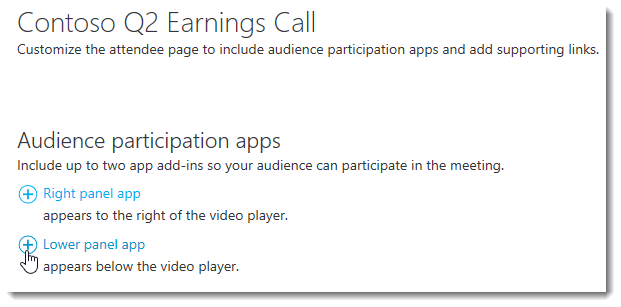 Contoso Q2 Earnings Call
Customize the attendee page to include audience participation apps and add supporting links.
Audience participation apps
Include up to two app add-ins so your audience can participate in the meeting.
Right panel app
appears to the right of the video player.
Lower panel app
appears below the video player.